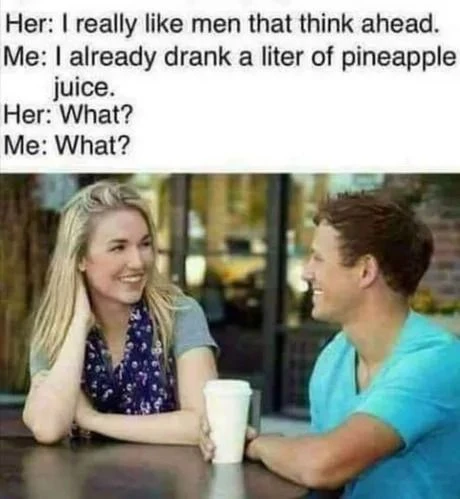 Her: I really like men that think ahead.
Me: I already drank a liter of pineapple
juice.
Her: What?
Me: What?